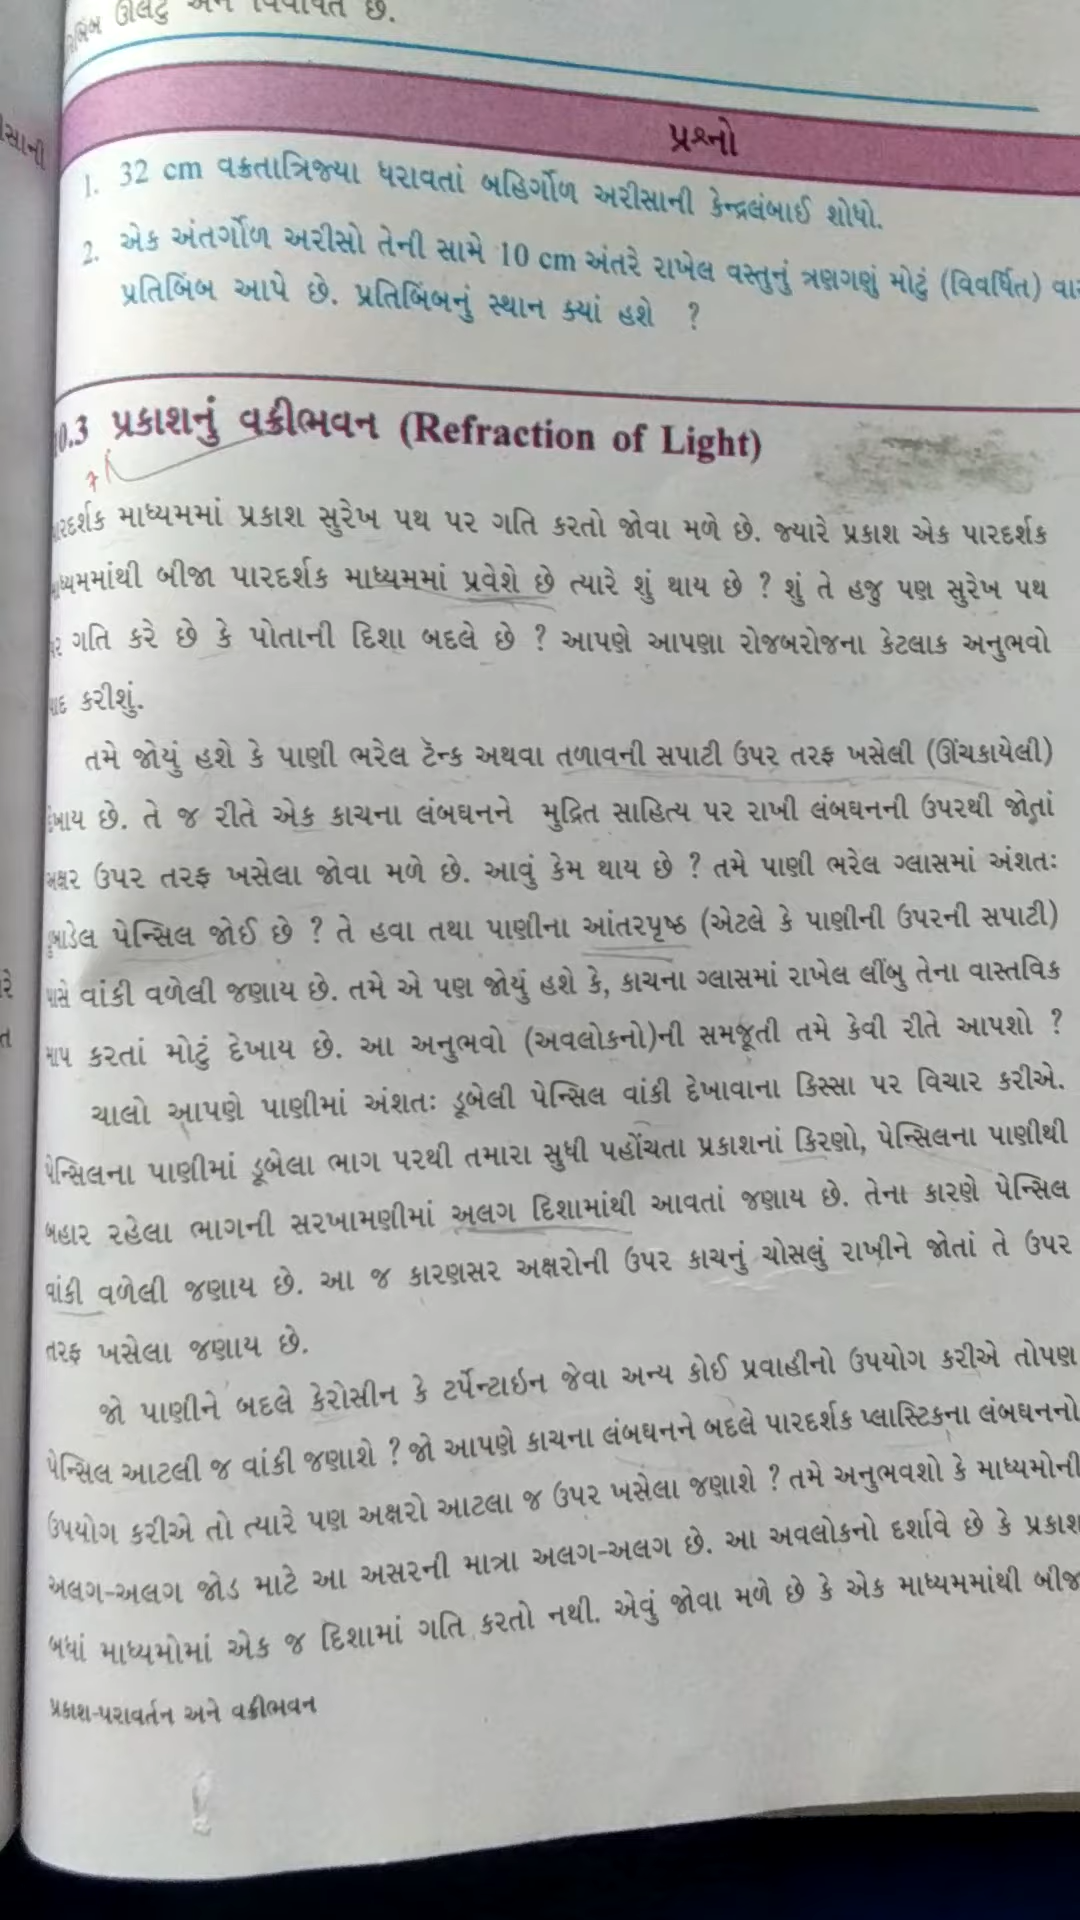 ઊલટું અને વિવર્ધિત છે.
સાની
પ્રશ્નો
1. 32 cm વક્રતાત્રિજ્યા ધરાવતાં બહિર્ગોળ અરીસાની કેન્દ્રલંબાઈ શોધો.
2. એક અંતર્ગોળ અરીસો તેની સામે 10 cm અંતરે રાખેલ વસ્તુનું ત્રણગણું મોટું (વિવર્ધિત)
પ્રતિબિંબ આપે છે. પ્રતિબિંબનું સ્થાન ક્યાં હશે ?
0.3 પ્રકાશનું વક્રીભવન (Refraction of Light)
માધ્યમમાં પ્રકાશ સુરેખ પથ પર ગતિ કરતો જોવા મળે છે. જ્યારે પ્રકાશ એક પારદર્શક
બીજા પારદર્શક માધ્યમમાં પ્રવેશે છે ત્યારે શું થાય છે ? શું તે હજુ પણ સુરેખ પથ
ગતિ કરે છે કે પોતાની દિશા બદલે છે ? આપણે આપણા રોજબરોજના કેટલાક અનુભવો
કરીશું.
તમે જોયું હશે કે પાણી ભરેલ ટૅન્ક અથવા તળાવની સપાટી ઉપર તરફ ખસેલી (ઊંચકાયેલી)
છે. તે જ રીતે એક કાચના લંબઘનને મુદ્રિત સાહિત્ય પર રાખી લંબઘનની ઉપરથી જોતાં
ઉપર તરફ ખસેલા જોવા મળે છે. આવું કેમ થાય છે ? તમે પાણી ભરેલ ગ્લાસમાં અંશતઃ
પેન્સિલ જોઈ છે ? તે હવા તથા પાણીના આંતરપૃષ્ઠ (એટલે કે પાણીની ઉપરની સપાટી)
પાસે વાંકી વળેલી જણાય છે. તમે એ પણ જોયું હશે કે, કાચના ગ્લાસમાં રાખેલ લીંબુ તેના વાસ્તવિક
માપ કરતાં મોટું દેખાય છે. આ અનુભવો (અવલોકનો)ની સમજૂતી તમે કેવી રીતે આપશો ?
ચાલો આપણે પાણીમાં અંશતઃ ડૂબેલી પેન્સિલ વાંકી દેખાવાના કિસ્સા પર વિચાર કરીએ.
પેન્સિલના પાણીમાં ડૂબેલા ભાગ પરથી તમારા સુધી પહોંચતા પ્રકાશનાં કિરણો, પેન્સિલના પાણીથી
બહાર રહેલા ભાગની સરખામણીમાં અલગ દિશામાંથી આવતાં જણાય છે. તેના કારણે પેન્સિલ
વાંકી વળેલી જણાય છે. આ જ કારણસર અક્ષરોની ઉપર કાચનું ચોસલું રાખીને જોતાં તે ઉપર
તરફ ખસેલા જણાય છે.
જો પાણીને બદલે કેરોસીન કે ટર્પેન્ટાઇન જેવા અન્ય કોઈ પ્રવાહીનો ઉપયોગ કરીએ તોપણ
પેન્સિલ આટલી જ વાંકી જણાશે ? જો આપણે કાચના લંબઘનને બદલે પારદર્શક પ્લાસ્ટિકના લંબઘનનો
ઉપયોગ કરીએ તો ત્યારે પણ અક્ષરો આટલા જ ઉપર ખસેલા જણાશે ? તમે અનુભવશો કે માધ્યમોની
અલગ-અલગ જોડ માટે આ અસરની માત્રા અલગ-અલગ છે. આ અવલોકનો દર્શાવે છે કે પ્રકાશ
બધાં માધ્યમોમાં એક જ દિશામાં ગતિ કરતો નથી. એવું જોવા મળે છે કે એક માધ્યમમાંથી બીજ
પ્રકાશ-પરાવર્તન અને વક્રીભવન